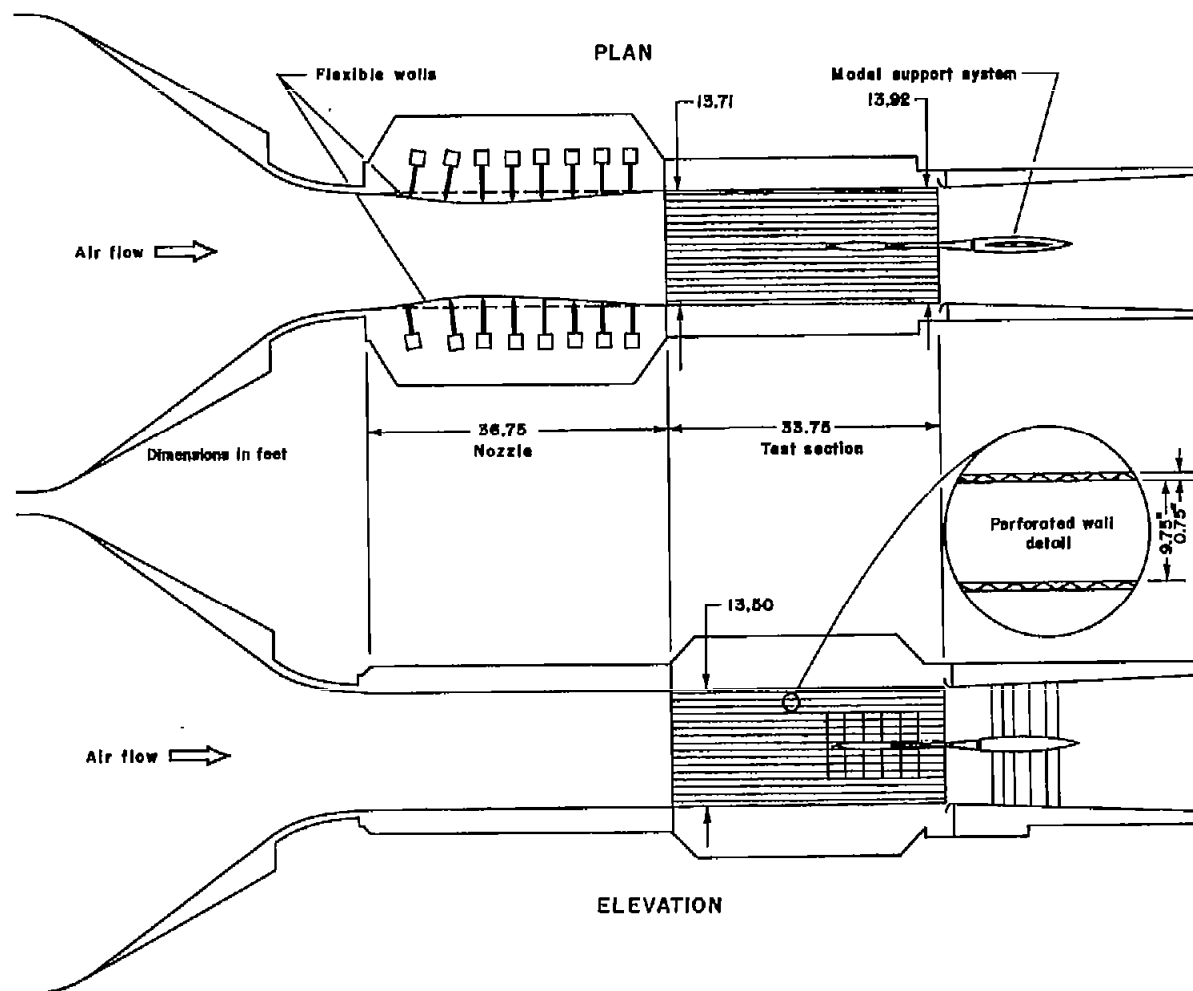 PLAN
Flexible walls
Model support system
13.71
13.92
Air flow
36.75
Nozzle
33.75
Test section
Dimensions in feet
Perforated wall
detail
9.75"
0.75"
13.50
Air flow
ELEVATION